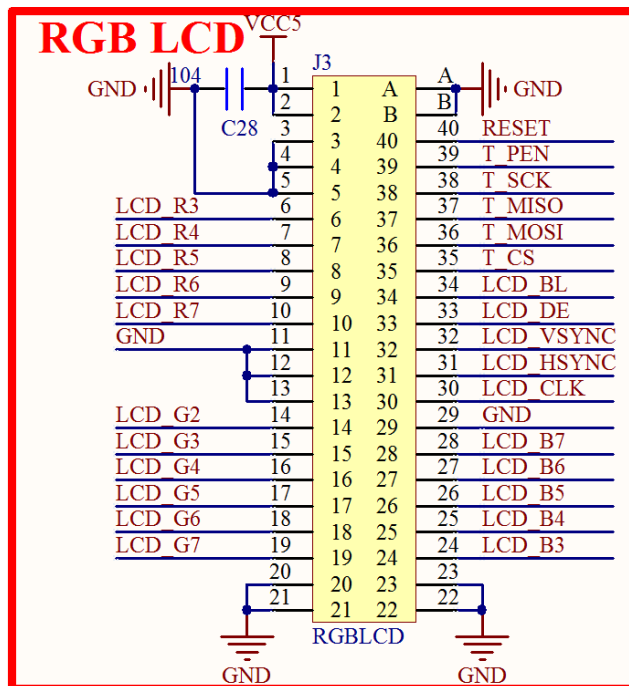 RGB LCD
VCC5
J3
GND 104 1 1 A A GND
C28 2 2 B B
3 3 40 40 RESET
4 4 39 39 T_PEN
5 5 38 38 T_SCK
LCD_R3 6 6 37 37 T_MISO
LCD_R4 7 7 36 36 T_MOSI
LCD_R5 8 8 35 35 T_CS
LCD_R6 9 9 34 34 LCD_BL
LCD_R7 10 10 33 33 LCD_DE
GND 11 11 32 32 LCD_VSYNC
12 12 31 31 LCD_HSYNC
13 13 30 30 LCD_CLK
LCD_G2 14 14 29 29 GND
LCD_G3 15 15 28 28 LCD_B7
LCD_G4 16 16 27 27 LCD_B6
LCD_G5 17 17 26 26 LCD_B5
LCD_G6 18 18 25 25 LCD_B4
LCD_G7 19 19 24 24 LCD_B3
20 20 23 23
21 21 22 22
RGBLCD
GND GND